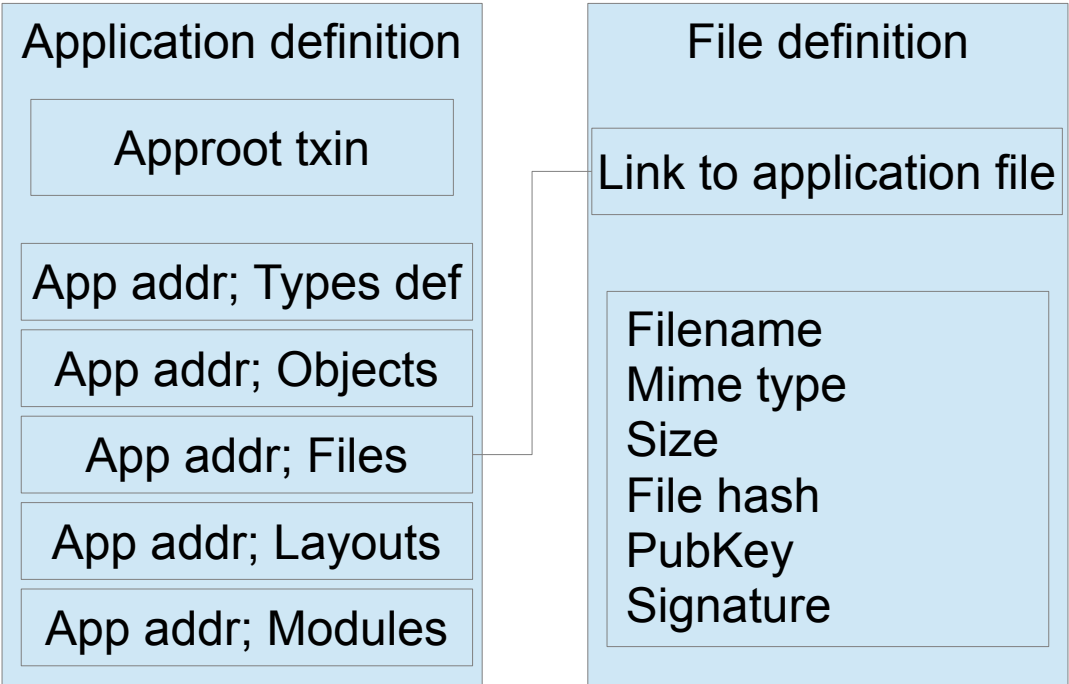 Application definition
Approot txin
App addr; Types def
App addr; Objects
App addr; Files
App addr; Layouts
App addr; Modules
File definition
Link to application file
Filename
Mime type
Size
File hash
PubKey
Signature